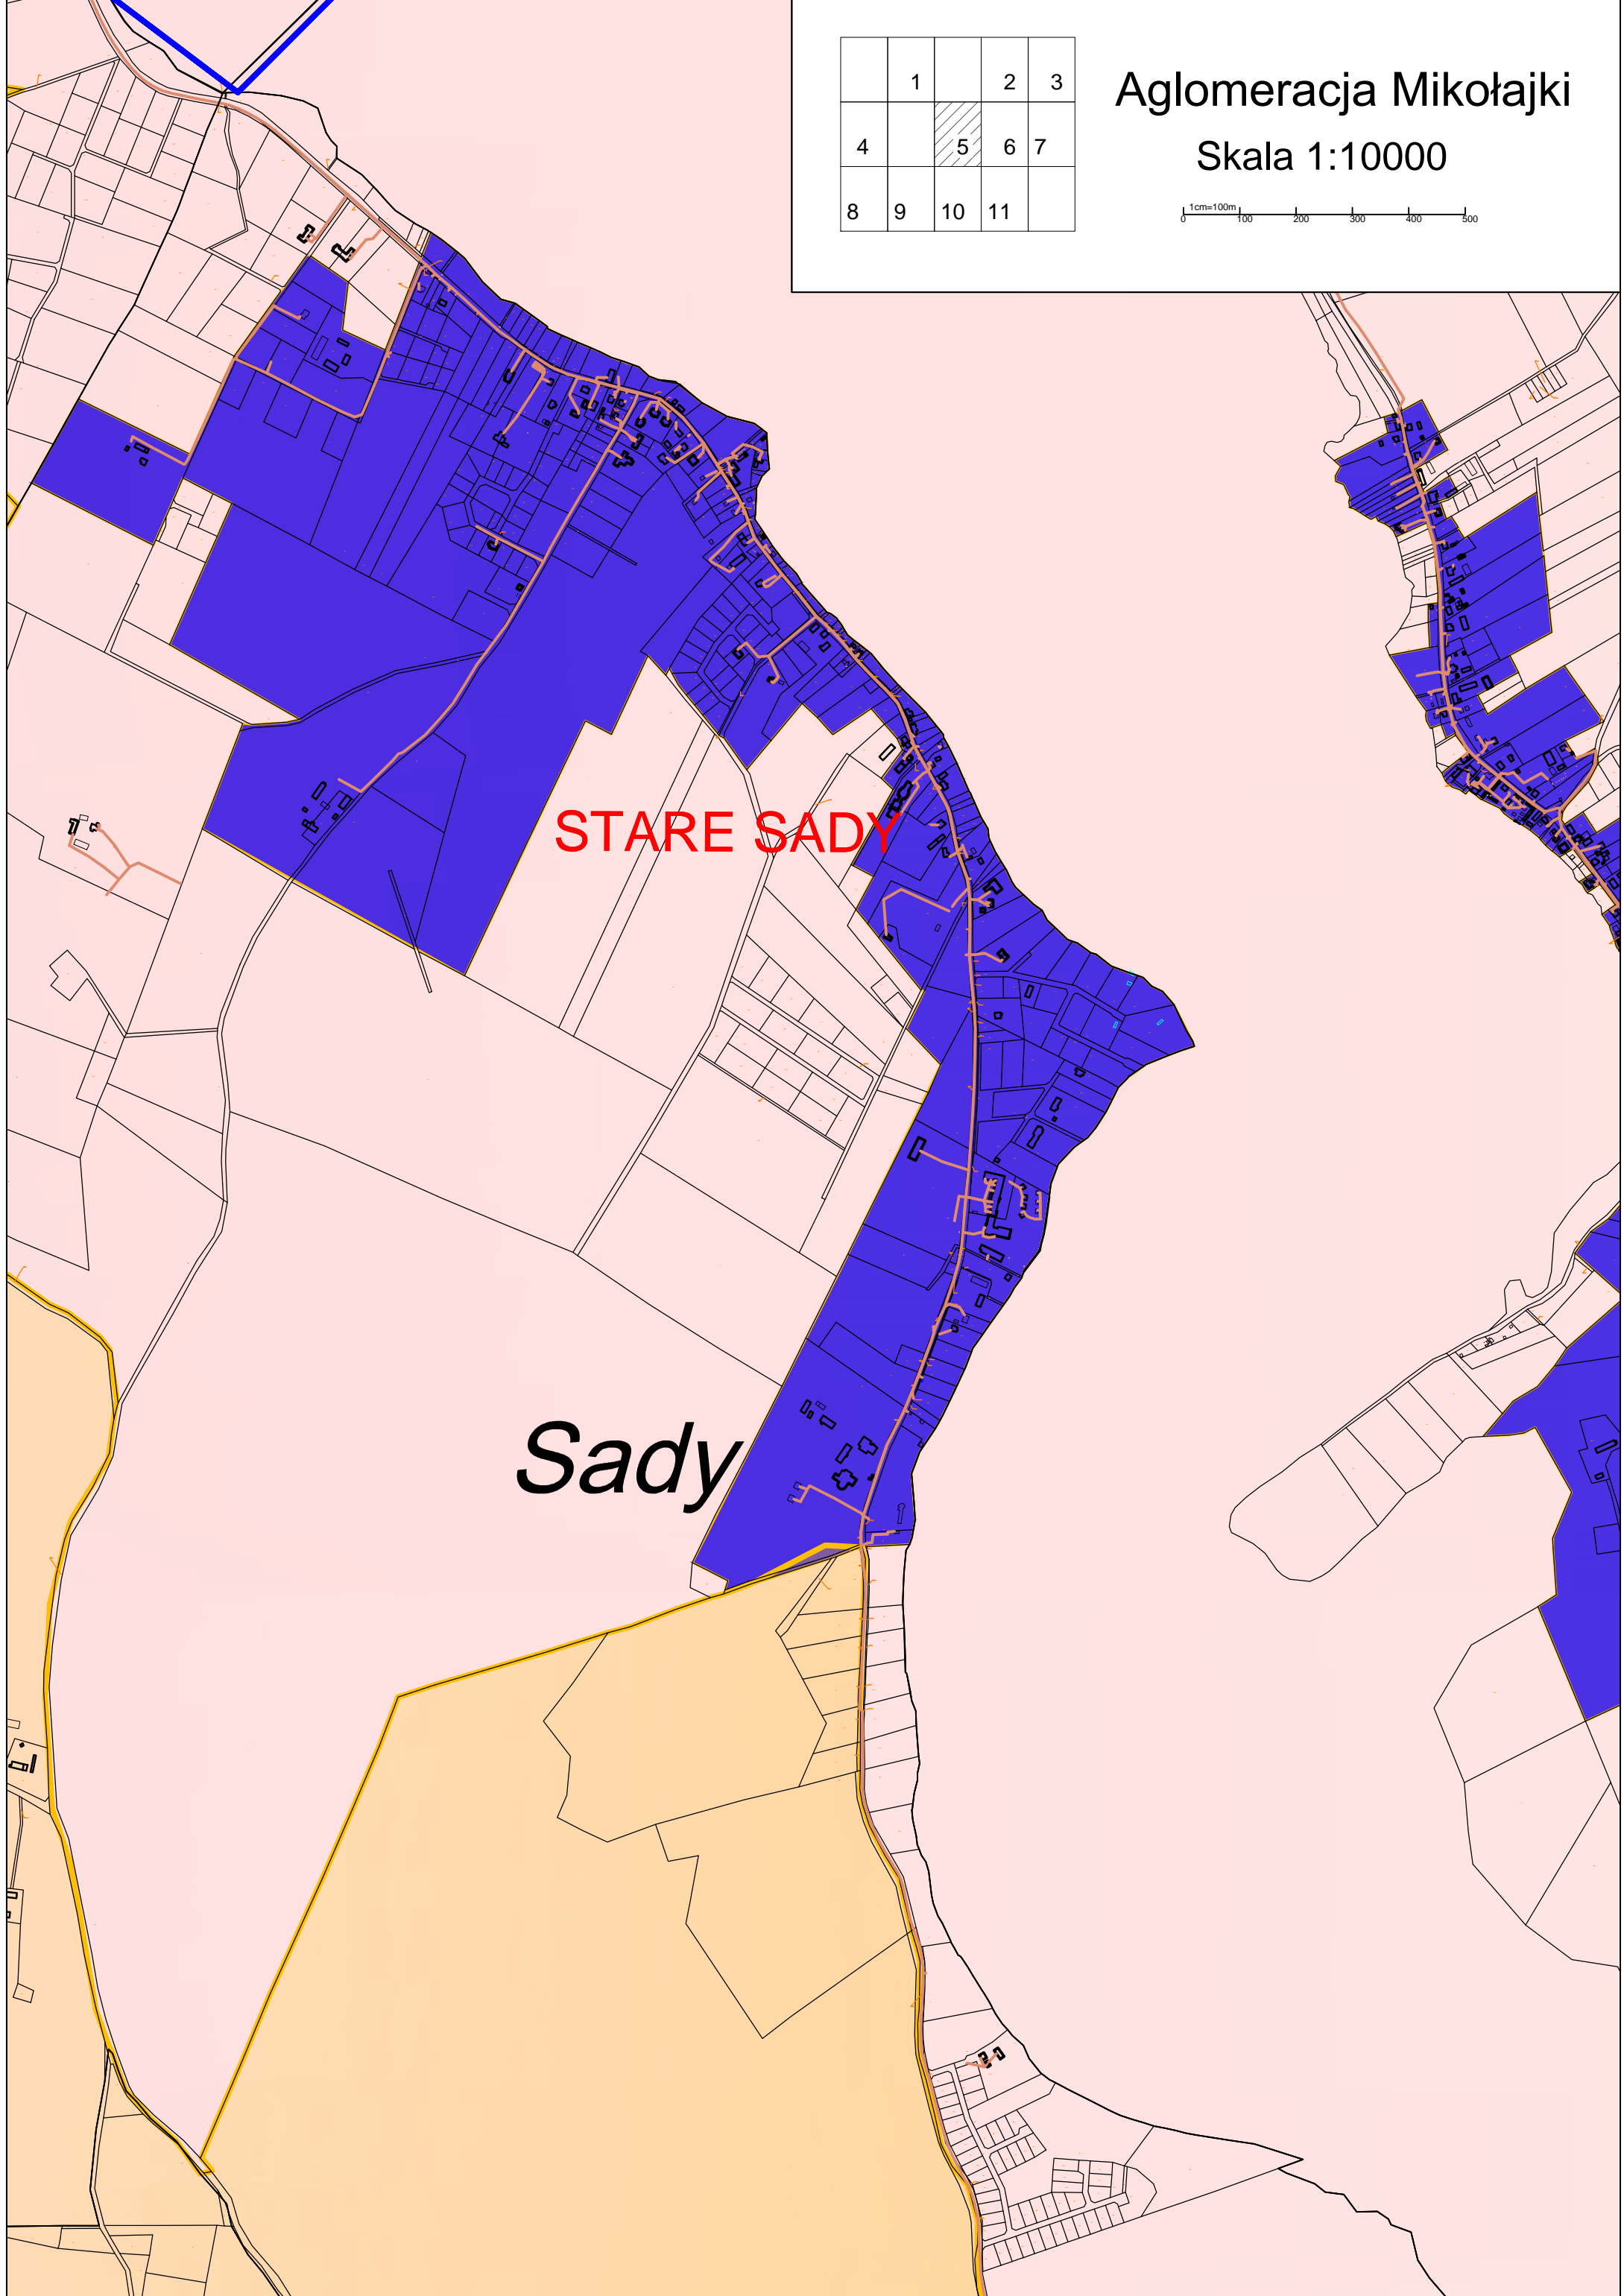 1 2 3
4 5 6 7
8 9 10 11
Aglomeracja Mikołajki
Skala 1:10000
1cm=100m
0 100 200 300 400 500
STARE SADY
Sady